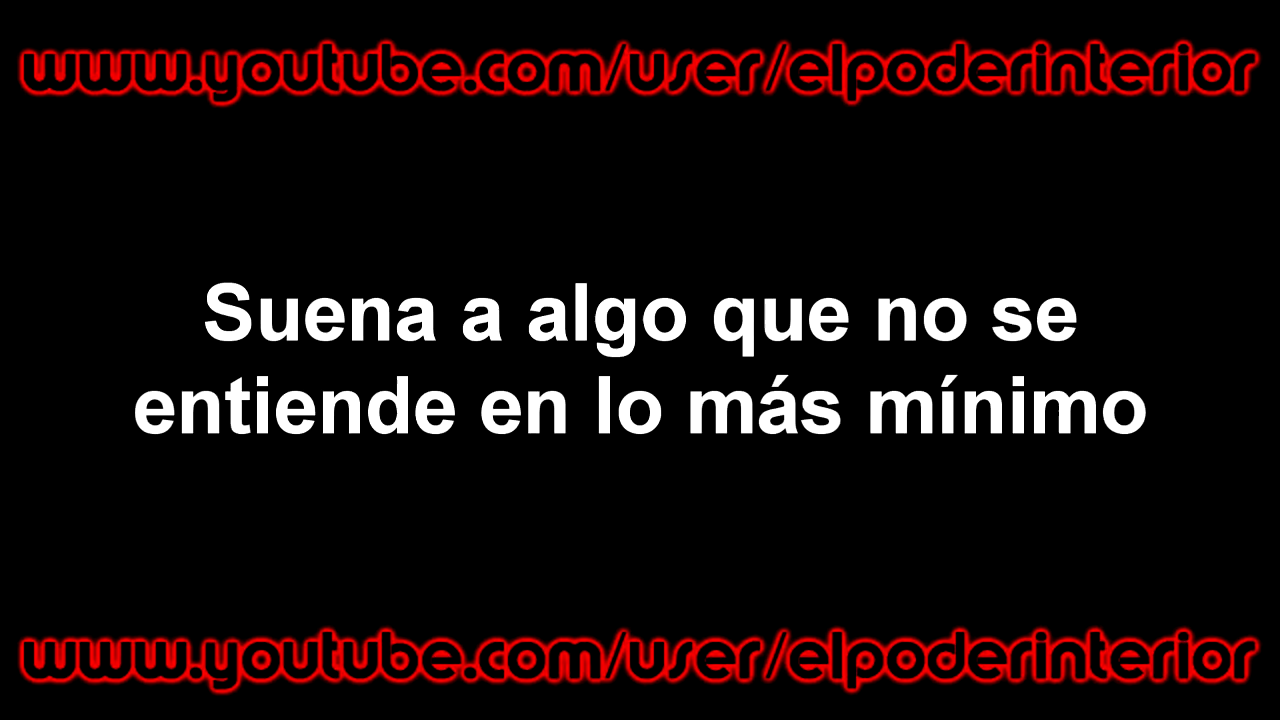 www.youtube.com/user/elpoderinterior
Suena a algo que no se
entiende en lo más mínimo
www.youtube.com/user/elpoderinterior